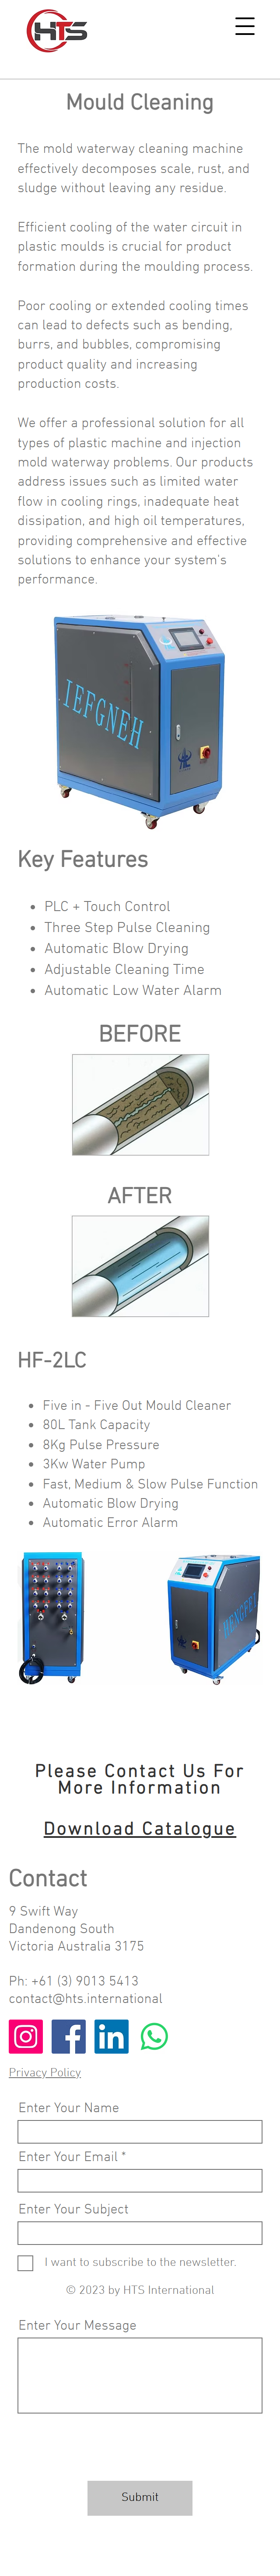 HTS
Mould Cleaning
The mold waterway cleaning machine
effectively decomposes scale, rust, and
sludge without leaving any residue.
Efficient cooling of the water circuit in
plastic moulds is crucial for product
formation during the moulding process.
Poor cooling or extended cooling times
can lead to defects such as bending,
burrs, and bubbles, compromising
product quality and increasing
production costs.
We offer a professional solution for all
types of plastic machine and injection
mold waterway problems. Our products
address issues such as limited water
flow in cooling rings, inadequate heat
dissipation, and high oil temperatures,
providing comprehensive and effective
solutions to enhance your system's
performance.
IEFGNEH
Key Features
• PLC + Touch Control
• Three Step Pulse Cleaning
• Automatic Blow Drying
• Adjustable Cleaning Time
• Automatic Low Water Alarm
BEFORE
AFTER
HF-2LC
• Five in - Five Out Mould Cleaner
• 80L Tank Capacity
• 8Kg Pulse Pressure
• 3Kw Water Pump
• Fast, Medium & Slow Pulse Function
• Automatic Blow Drying
• Automatic Error Alarm
Please Contact Us For
More Information
Download Catalogue
Contact
9 Swift Way
Dandenong South
Victoria Australia 3175
Ph: +61 (3) 9013 5413
contact@hts.international
Privacy Policy
Enter Your Name
Enter Your Email *
Enter Your Subject
I want to subscribe to the newsletter.
© 2023 by HTS International
Enter Your Message
Submit